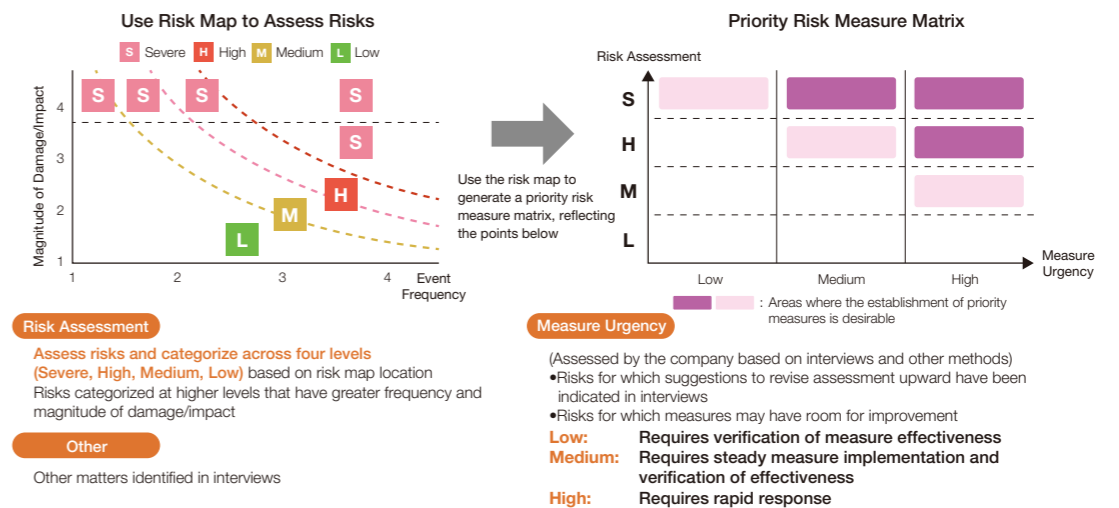 Use Risk Map to Assess Risks
S Severe H High M Medium L Low
Magnitude of Damage/Impact
4
3
2
1
S S S S
S
H
M
L
1 2 3 4 Event
Frequency
Use the risk map to
generate a priority risk
measure matrix, reflecting
the points below
Priority Risk Measure Matrix
Risk Assessment
S
H
M
L
Low Medium High
Measure
Urgency
: Areas where the establishment of priority
measures is desirable
Risk Assessment
Assess risks and categorize across four levels
(Severe, High, Medium, Low) based on risk map location
Risks categorized at higher levels that have greater frequency and
magnitude of damage/impact
Other
Other matters identified in interviews
Measure Urgency
(Assessed by the company based on interviews and other methods)
•Risks for which suggestions to revise assessment upward have been
indicated in interviews
•Risks for which measures may have room for improvement
Low: Requires verification of measure effectiveness
Medium: Requires steady measure implementation and
verification of effectiveness
High: Requires rapid response